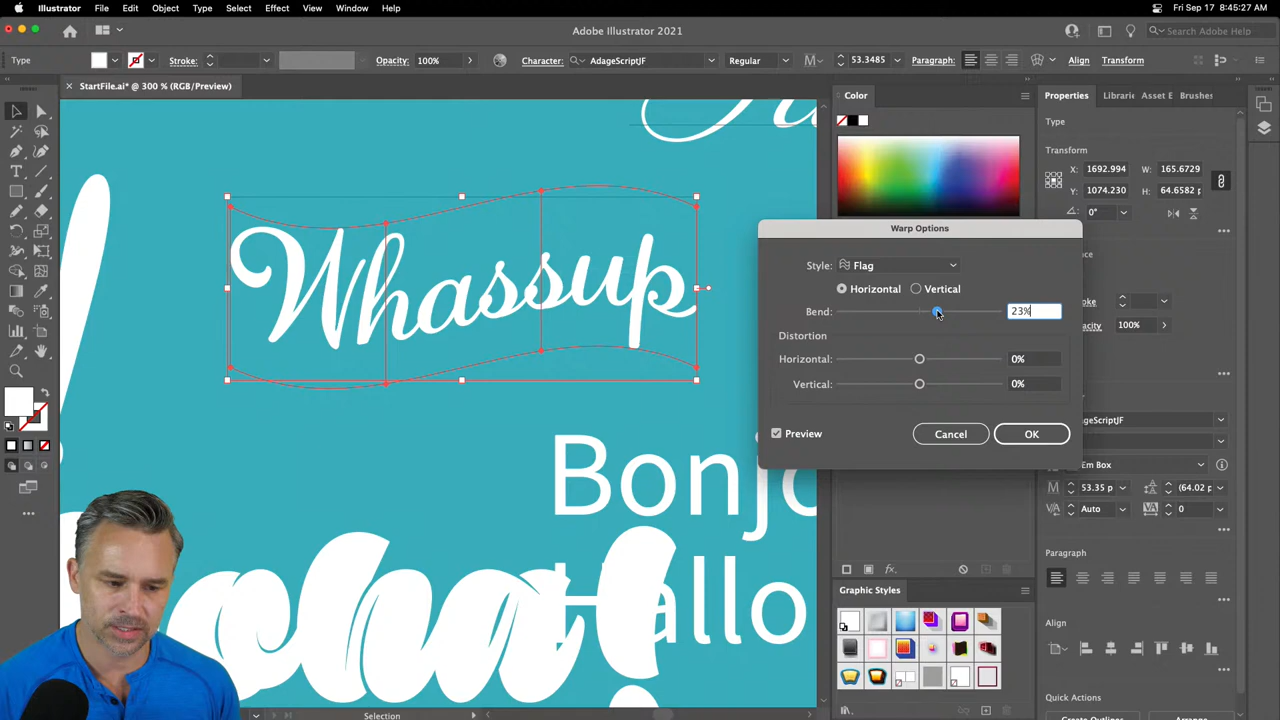 Illustrator File Edit Object Type Select Effect View Window Help Fri Sep 17 8:45:27 AM
Adobe Illustrator 2021
Search Adobe Help
Type Stroke: Opacity: 100% Character: AdageScriptJF Regular 53.3485 Paragraph: Align Transform
× StartFile.ai* @ 300 % (RGB/Preview)
Color
Properties Librarie Asset E Brushes
Type
Transform
X: 1692.994 W: 165.6729
Y: 1074.230 H: 64.6582 p
0°
Whassup
Warp Options
Style: Flag
Horizontal Vertical
Bend: 23%
Distortion
Horizontal: 0%
Vertical: 0%
Preview Cancel OK
100%
Em Box
53.35 p (64.02 p
Auto 0
Bonjo
Hallo
fx.
Paragraph
Graphic Styles
Align
Quick Actions
Selection